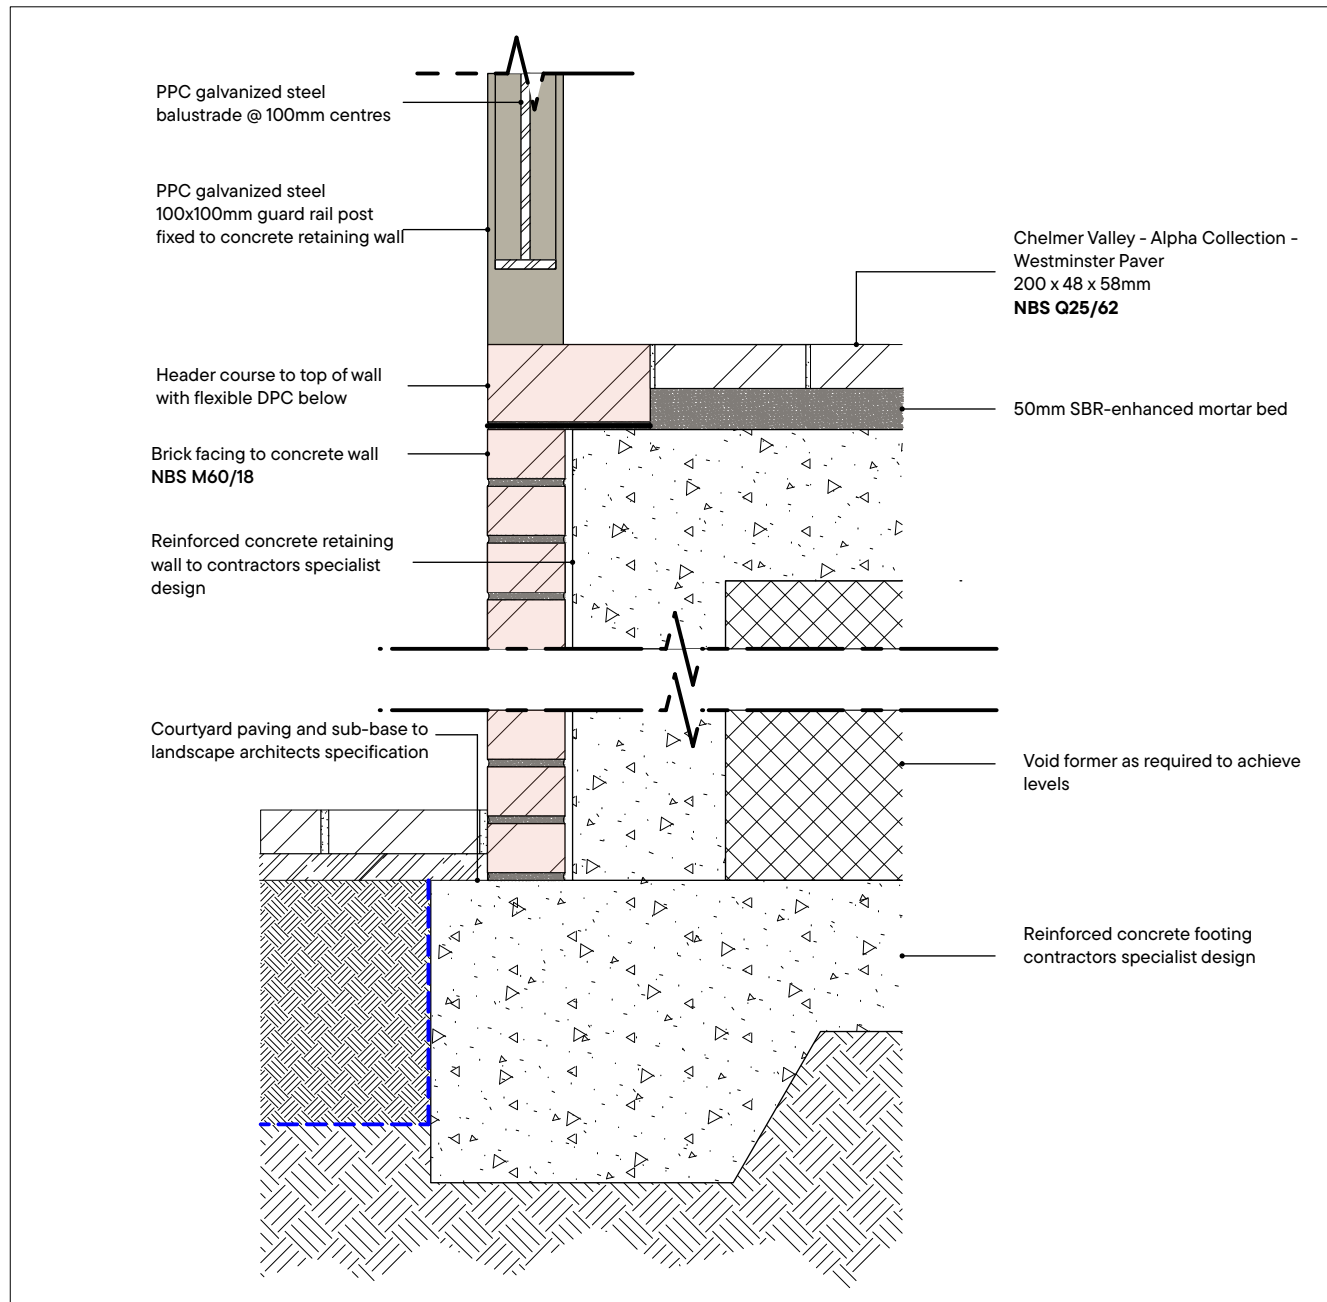 PPC galvanized steel
balustrade @ 100mm centres
PPC galvanized steel
100x100mm guard rail post
fixed to concrete retaining wall
Header course to top of wall
with flexible DPC below
Brick facing to concrete wall
NBS M60/18
Reinforced concrete retaining
wall to contractors specialist
design
Courtyard paving and sub-base to
landscape architects specification
Chelmer Valley - Alpha Collection -
Westminster Paver
200 x 48 x 58mm
NBS Q25/62
50mm SBR-enhanced mortar bed
Void former as required to achieve
levels
Reinforced concrete footing
contractors specialist design